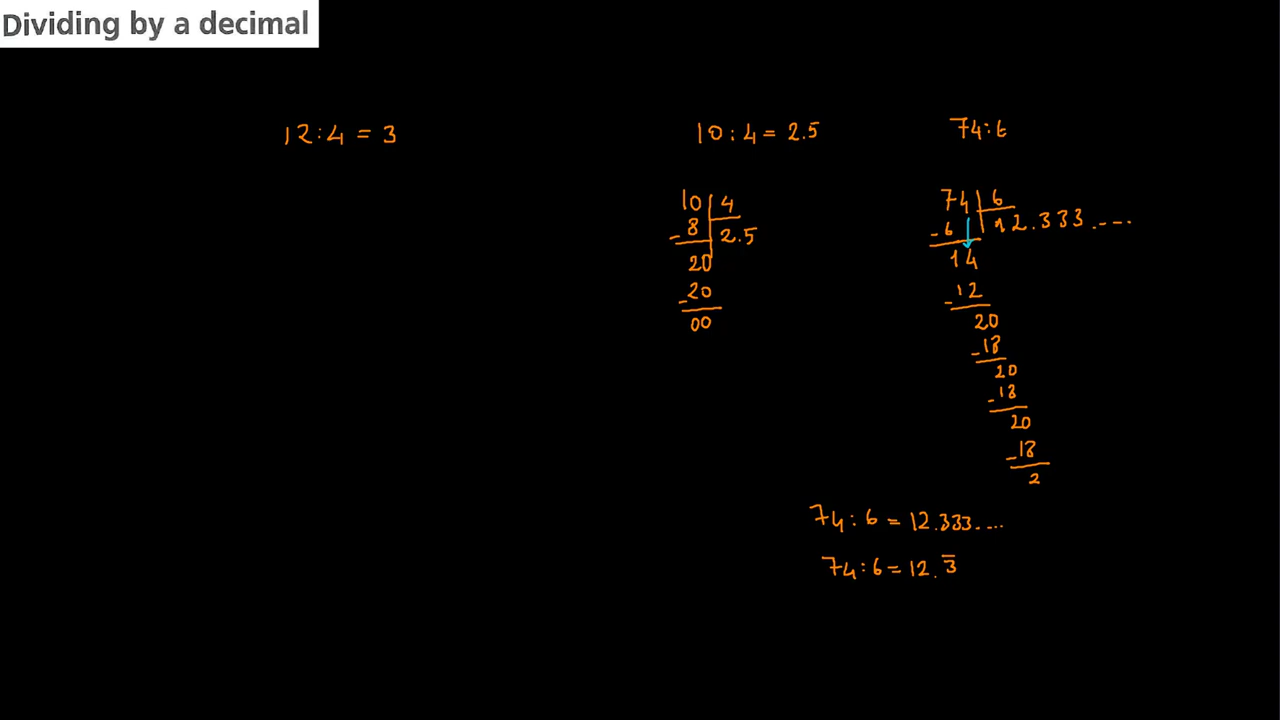 Dividing by a decimal
12:4 = 3
10:4 = 2.5
74:6
10 | 4
- 8 | 2.5
20
-20
00
74 | 6
-6 | 12.333....
14
-12
20
-18
20
-18
20
-18
2
74:6 = 12.333....
74:6 = 12.3̅